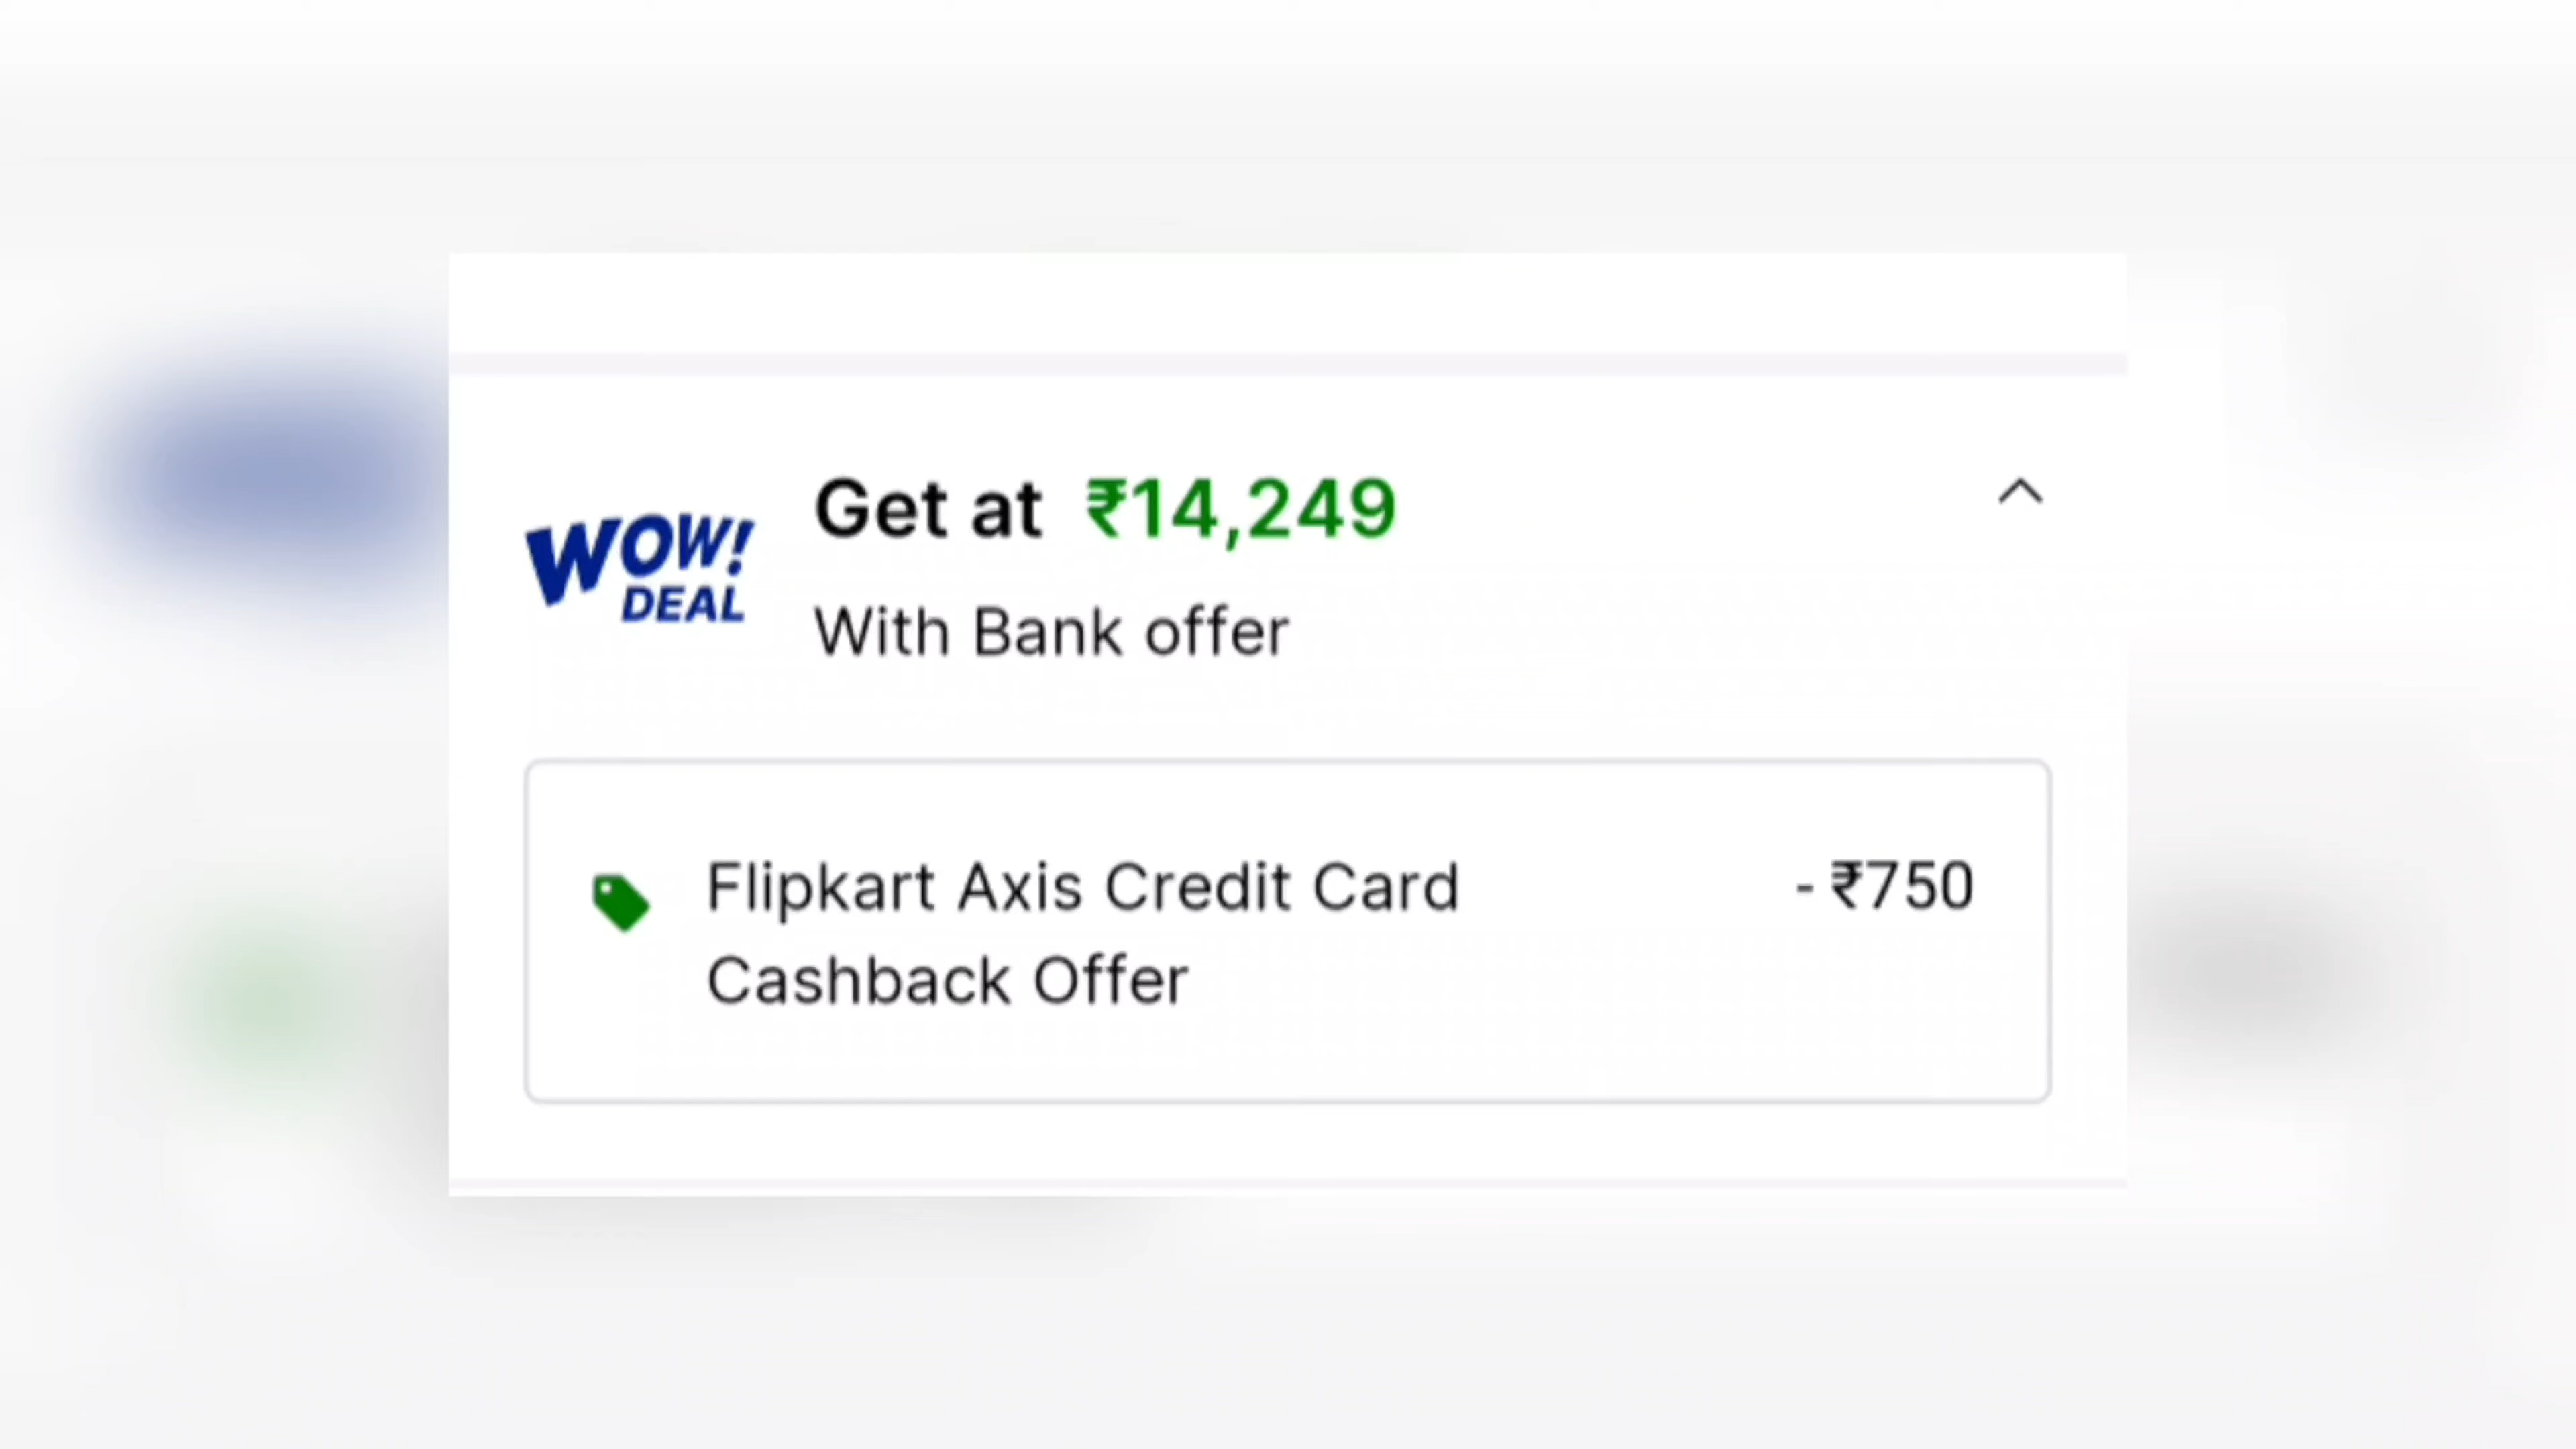 WOW!
DEAL
Get at ₹14,249
With Bank offer
Flipkart Axis Credit Card - ₹750
Cashback Offer